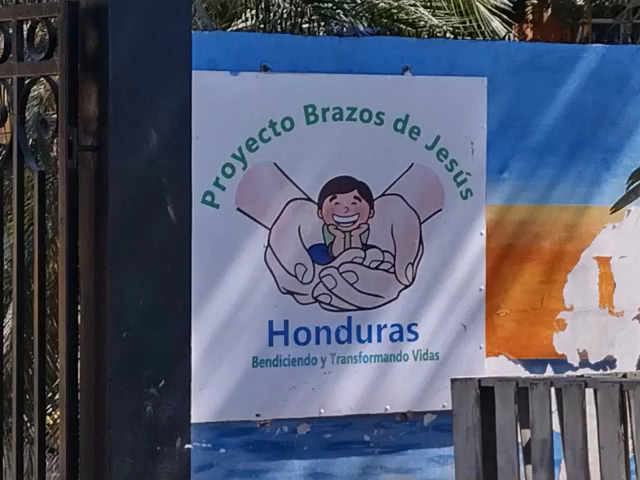 Proyecto Brazos de Jesús
Honduras
Bendiciendo y Transformando Vidas